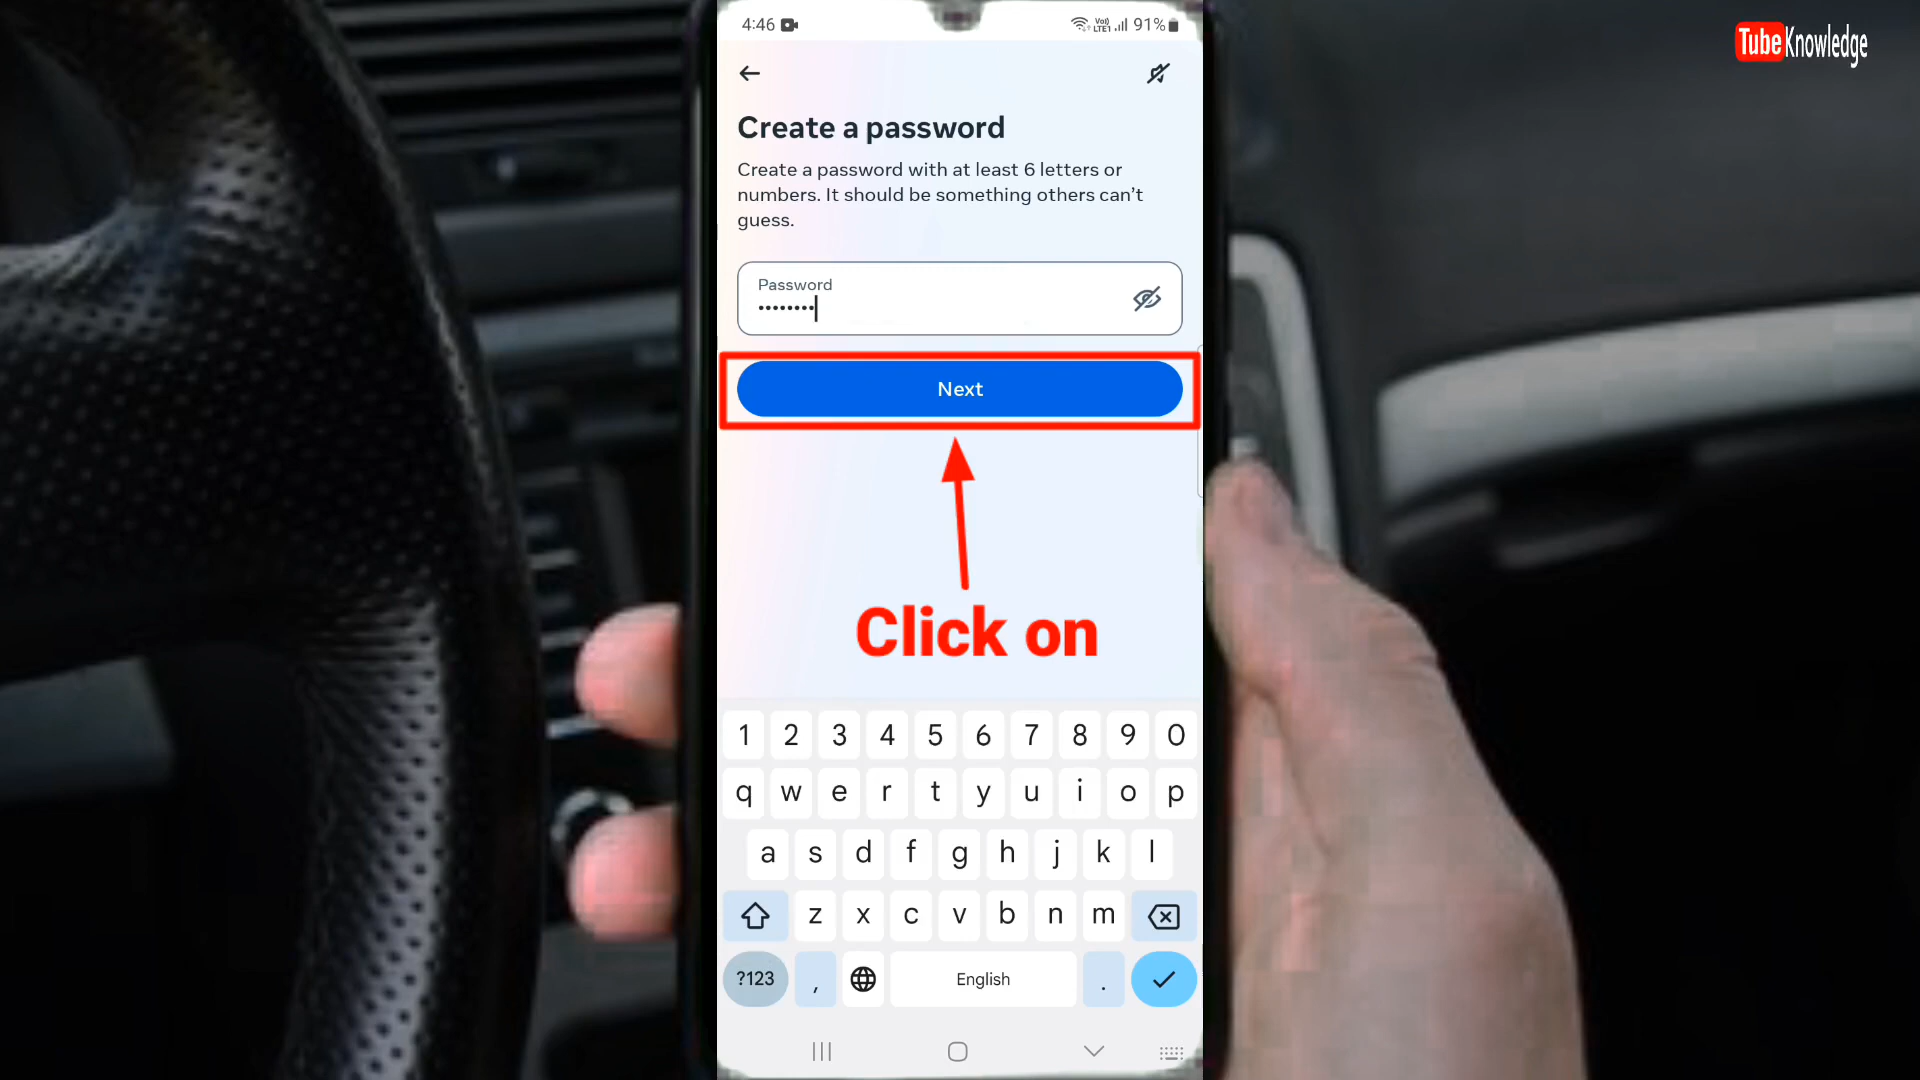 4:46
Vo))
LTE1
91%
TubeKnowledge
Create a password
Create a password with at least 6 letters or
numbers. It should be something others can’t
guess.
Password
••••••••
Next
Click on
1 2 3 4 5 6 7 8 9 0
q w e r t y u i o p
a s d f g h j k l
z x c v b n m
?123 , English .